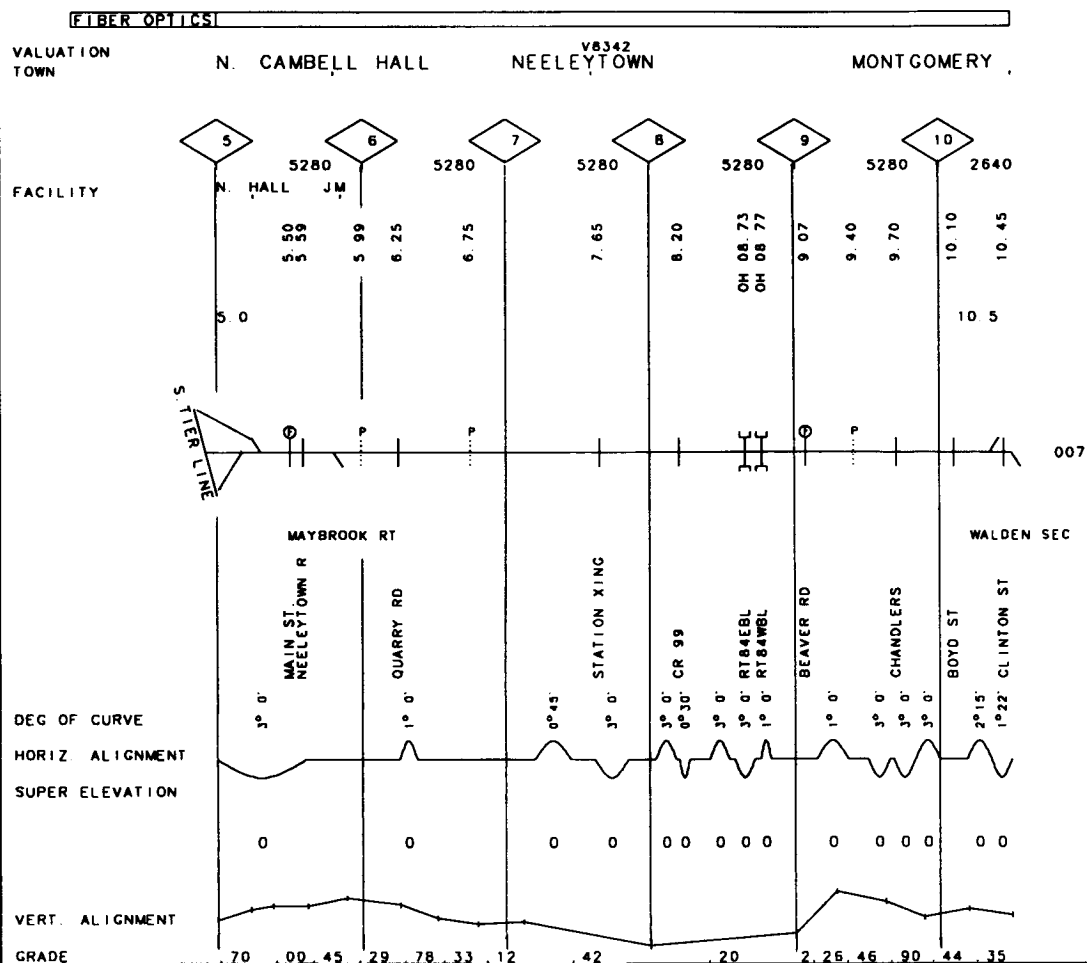 FIBER OPTICS
VALUATION V8342
TOWN N. CAMBELL HALL NEELEYTOWN MONTGOMERY
5 6 7 8 9 10
5280 5280 5280 5280 5280 2640
FACILITY N. HALL JM
5.50 5.59 5.99 6.25 6.75 7.65 8.20 OH 08.73 OH 08 77 9 07 9.40 9.70 10.10 10.45
5.0 10 5
S. TIER LINE
F P P F P
007
MAYBROOK RT WALDEN SEC
MAIN ST. NEELEYTOWN R QUARRY RD STATION XING CR 99 RT84EBL RT84WBL BEAVER RD CHANDLERS BOYD ST CLINTON ST
DEG OF CURVE 3° 0' 1° 0' 0°45' 3° 0' 3° 0' 0°30' 3° 0' 3° 0' 1° 0' 1° 0' 3° 0' 3° 0' 3° 0' 2°15' 1°22'
HORIZ. ALIGNMENT
SUPER ELEVATION
0 0 0 0 0 0 0 0 0 0 0 0 0 0 0
VERT. ALIGNMENT
GRADE .70 .00 .45 .29 .78 .33 .12 .42 .20 2.26 .46 .90 .44 .35